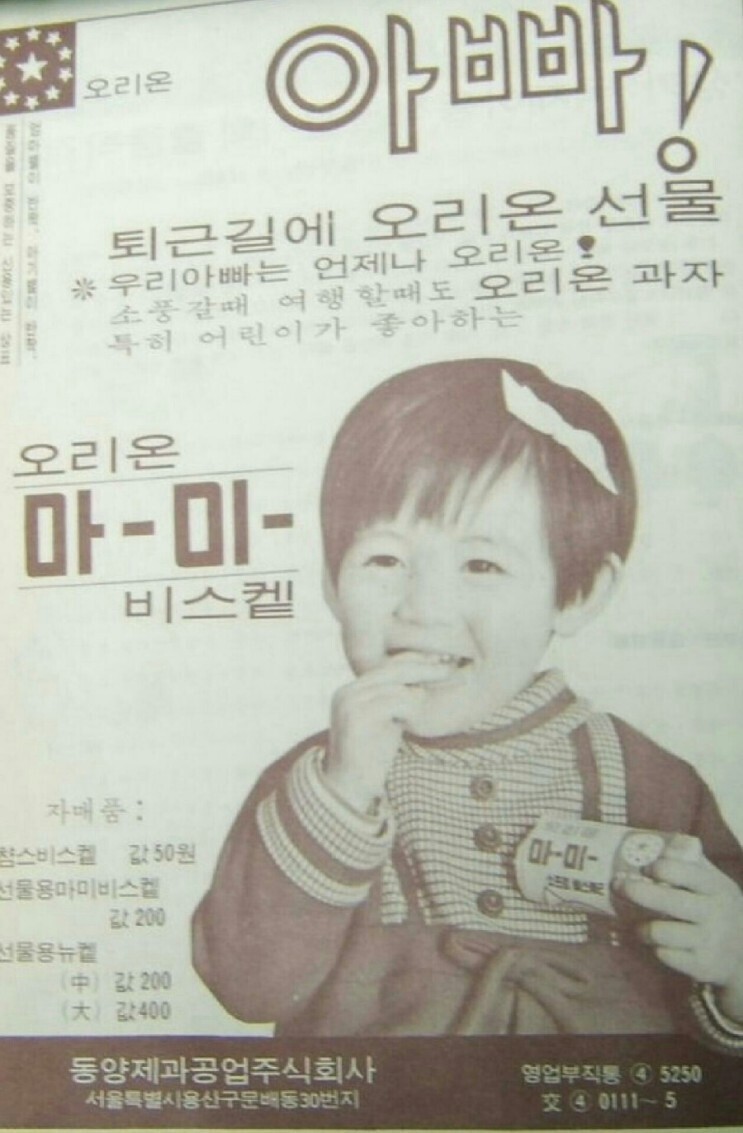 오리온
아빠!
퇴근길에 오리온 선물
※ 우리아빠는 언제나 오리온!
소풍갈때 여행할때도 오리온 과자
특히 어린이가 좋아하는
오리온
마-미-
비스켙
마-미-
자매품:
참스비스켙 값50원
선물용마미비스켙
값200
선물용뉴켙
(中) 값200
(大) 값400
동양제과공업주식회사
서울특별시용산구문배동30번지
영업부직통 ④ 5250
交 ④ 0111~5